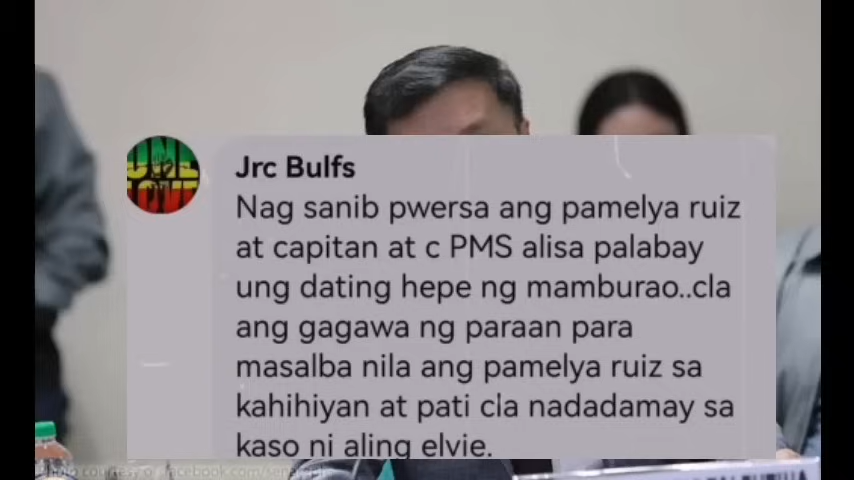 Jrc Bulfs
Nag sanib pwersa ang pamelya ruiz
at capitan at c PMS alisa palabay
ung dating hepe ng mamburao..cla
ang gagawa ng paraan para
masalba nila ang pamelya ruiz sa
kahihiyan at pati cla nadadamay sa
kaso ni aling elvie.
ONE
LOVE